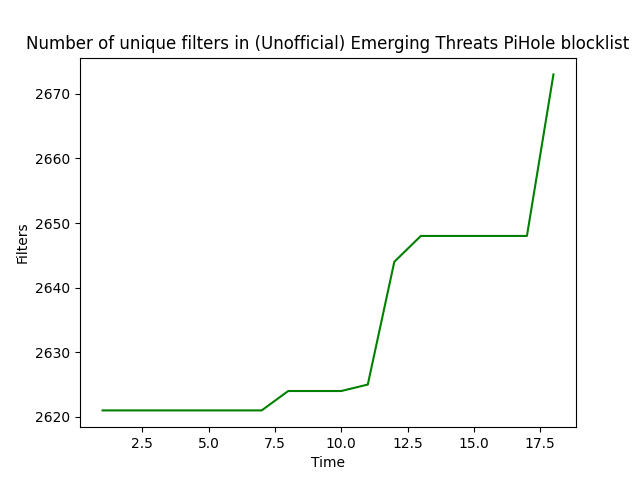 Number of unique filters in (Unofficial) Emerging Threats PiHole blocklist
2670
2660
2650
2640
2630
2620
Filters
2.5 5.0 7.5 10.0 12.5 15.0 17.5
Time